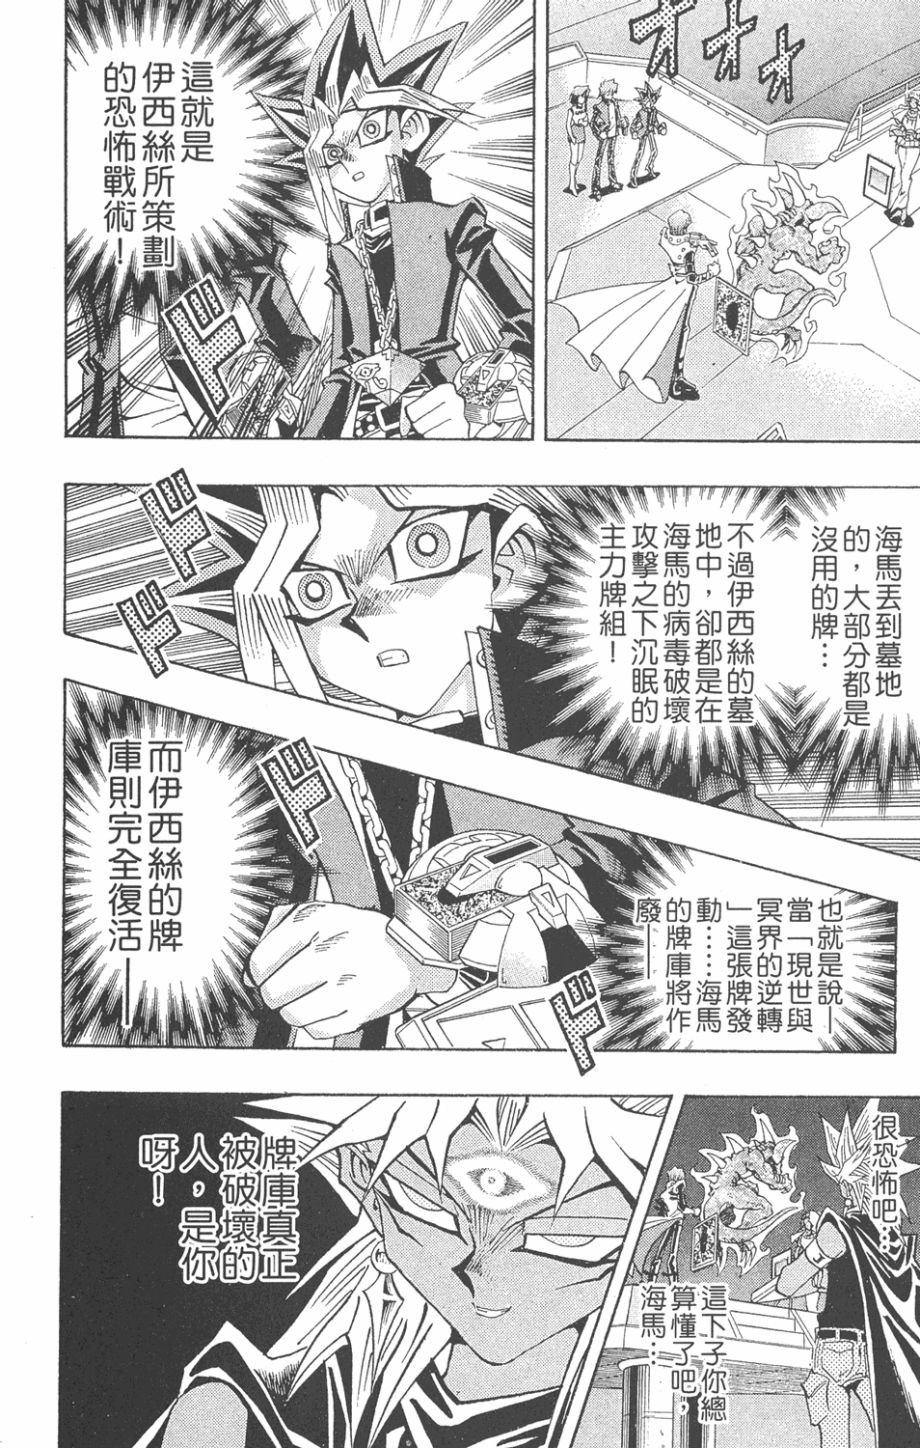 オオオ
這就是
伊西絲所策劃
的恐怖戰術！
ド
ド
海馬丟到墓地
的，大部分都是
沒用的牌…
不過伊西絲的墓
地中，卻都是在
海馬的病毒破壞
攻擊之下沉眠的
主力牌組！
ド
ド
也就是說—
當「現世與
冥界的逆轉
」這張牌發
動……海馬
的牌庫將作
廢—
ド
ド
而伊西絲的牌
庫則完全復活—
很恐怖吧…
這下子你總
算懂了吧，
海馬…
牌庫真正
被破壞的
人，是你
呀！